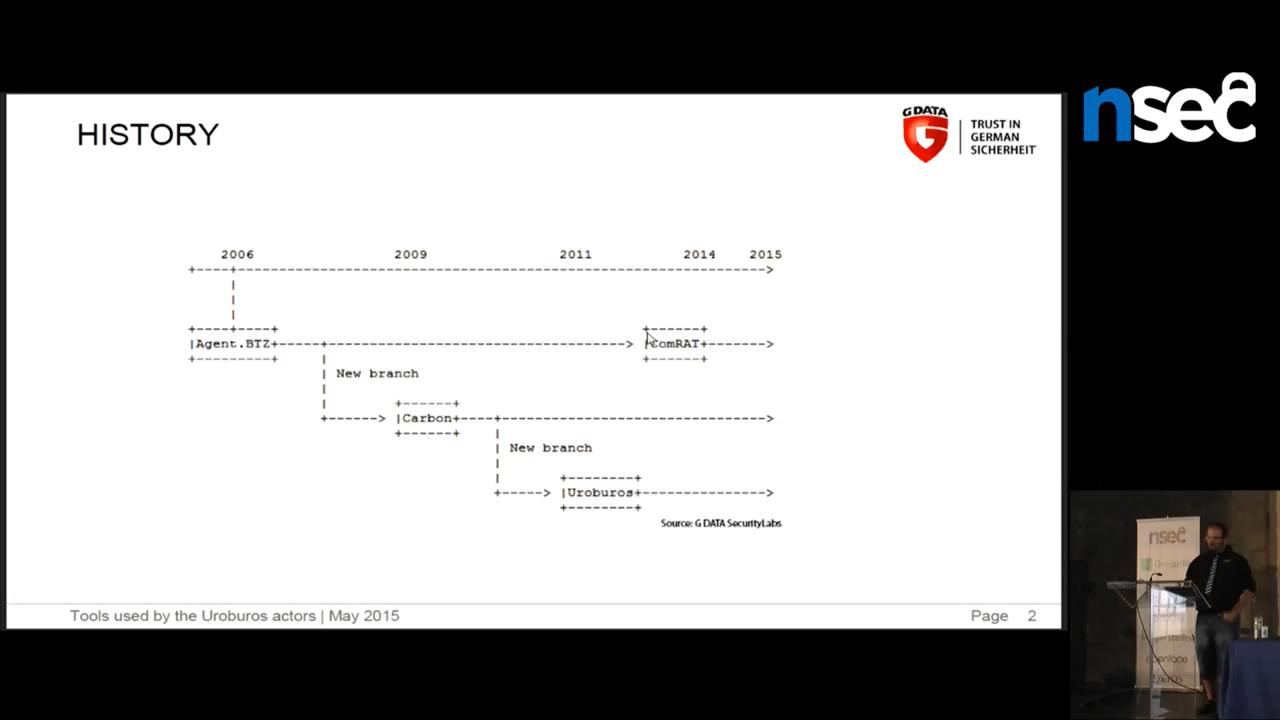 HISTORY
G DATA
TRUST IN
GERMAN
SICHERHEIT
nsec
2006 2009 2011 2014 2015
Agent.BTZ
ComRAT
New branch
Carbon
New branch
Uroburos
Source: G DATA SecurityLabs
Tools used by the Uroburos actors | May 2015
Page 2
nsec